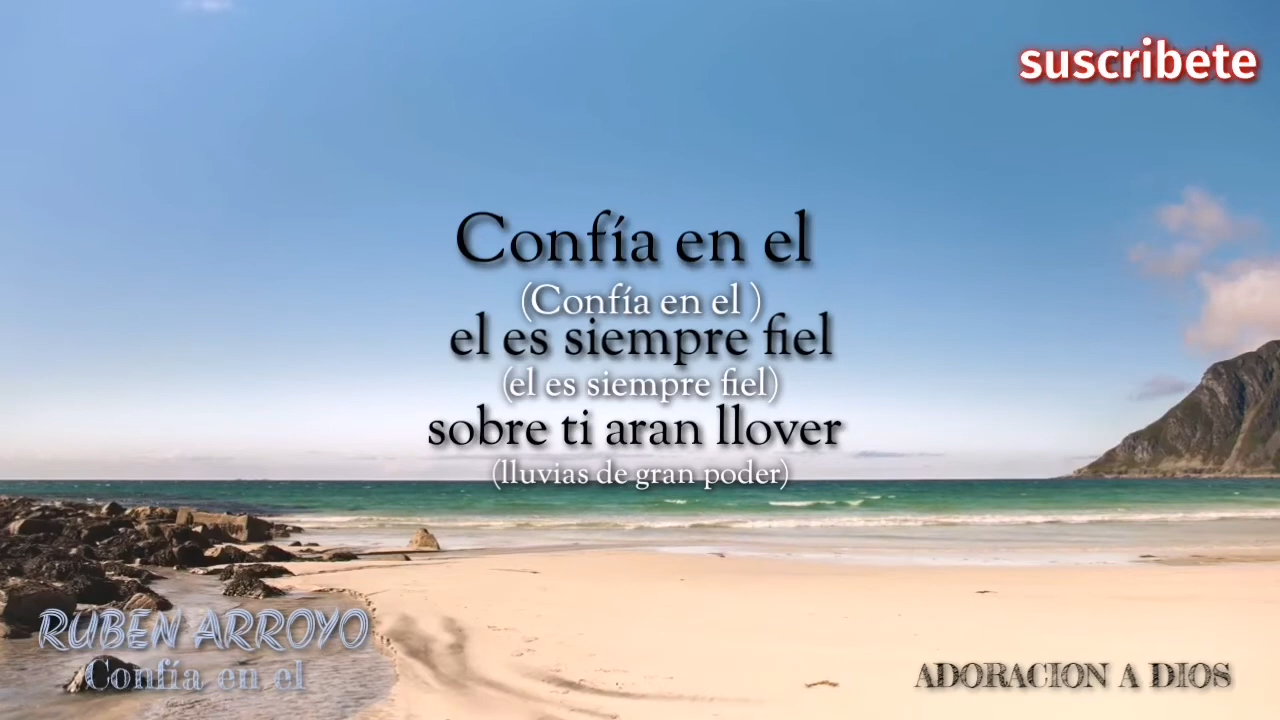 suscribete
Confía en el
(Confía en el )
el es siempre fiel
(el es siempre fiel)
sobre ti aran llover
(lluvias de gran poder)
RUBEN ARROYO
Confía en el
ADORACION A DIOS